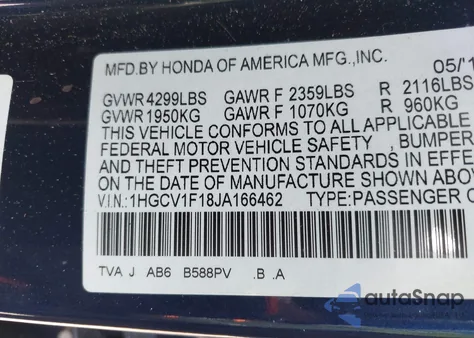 MFD.BY HONDA OF AMERICA MFG.,INC. 05/1
GVWR 4299LBS GAWR F 2359LBS R 2116LBS
GVWR 1950KG GAWR F 1070KG R 960KG
THIS VEHICLE CONFORMS TO ALL APPLICABLE
FEDERAL MOTOR VEHICLE SAFETY , BUMPER
AND THEFT PREVENTION STANDARDS IN EFFE
ON THE DATE OF MANUFACTURE SHOWN ABOV
V.I.N:1HGCV1F18JA166462 TYPE:PASSENGER C
TVA J AB6 B588PV .B .A
autoSnap